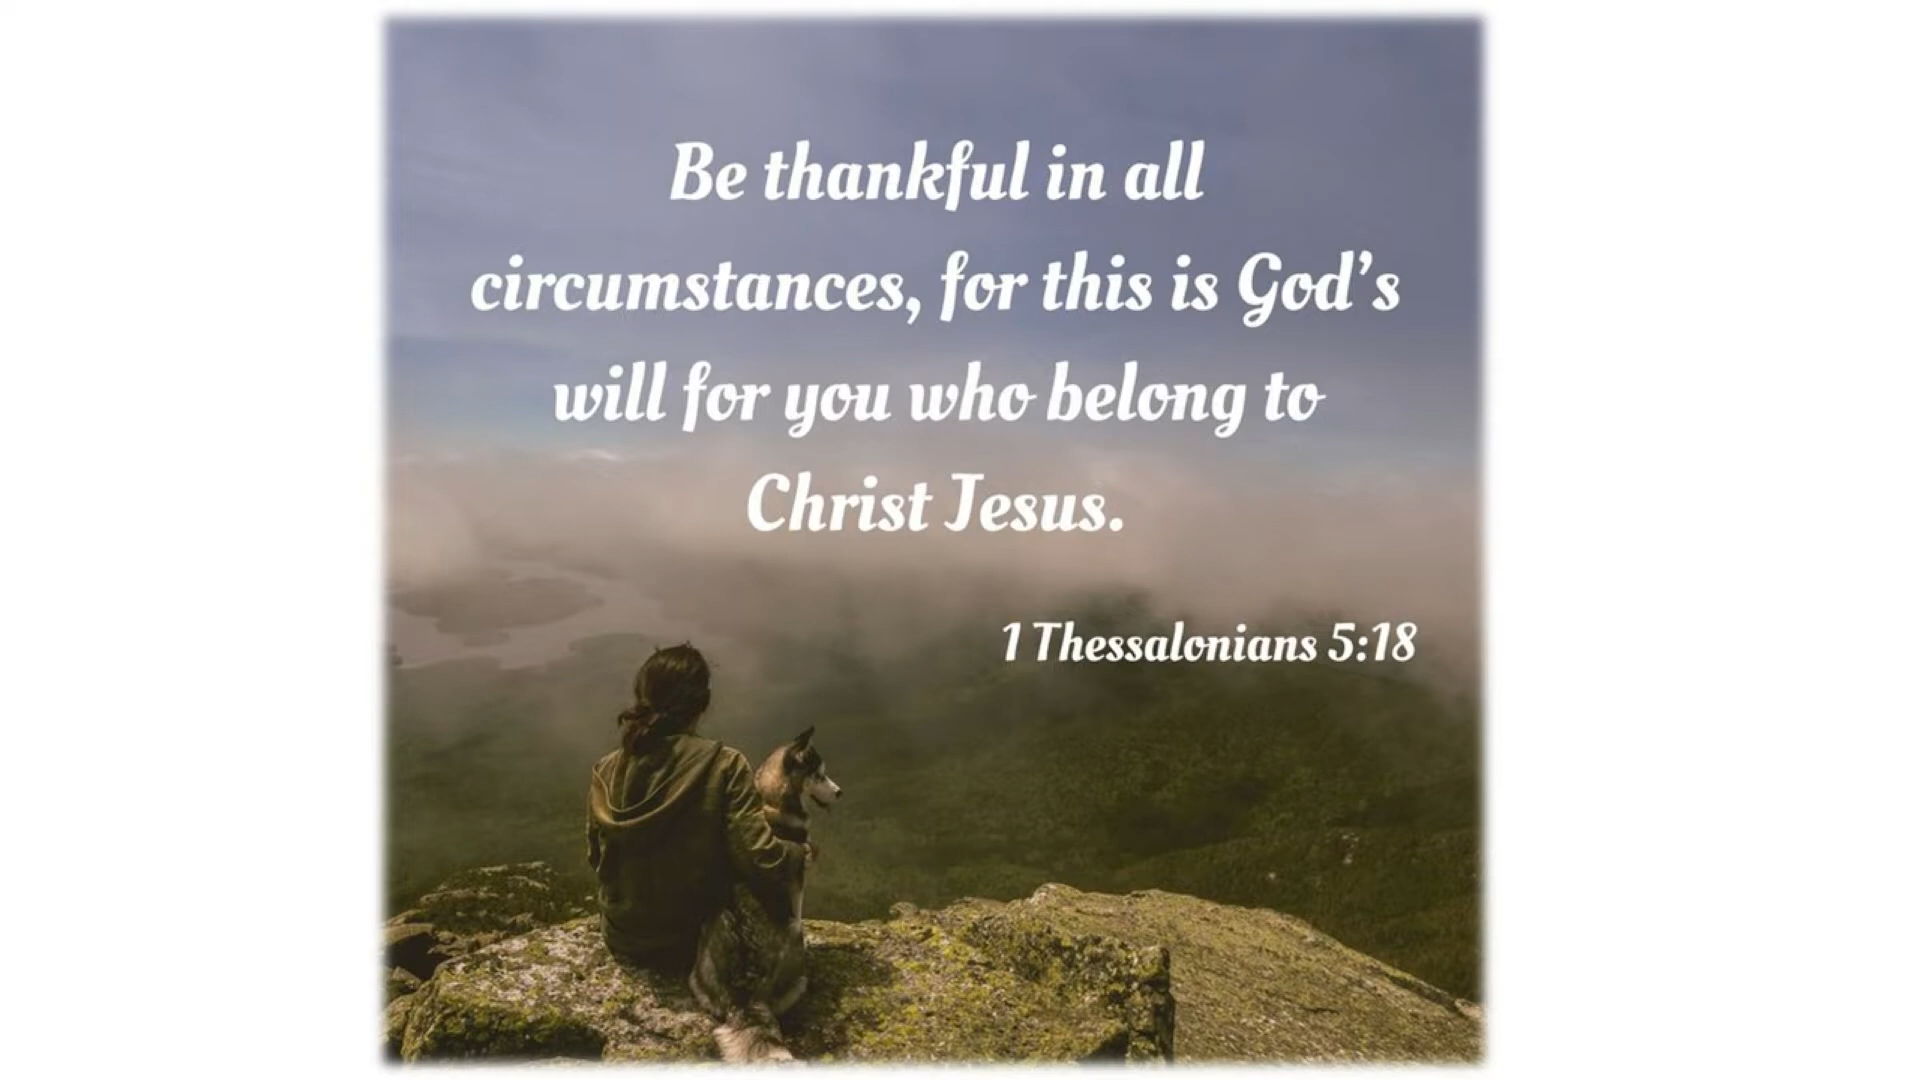 Be thankful in all
circumstances, for this is God’s
will for you who belong to
Christ Jesus.
1 Thessalonians 5:18